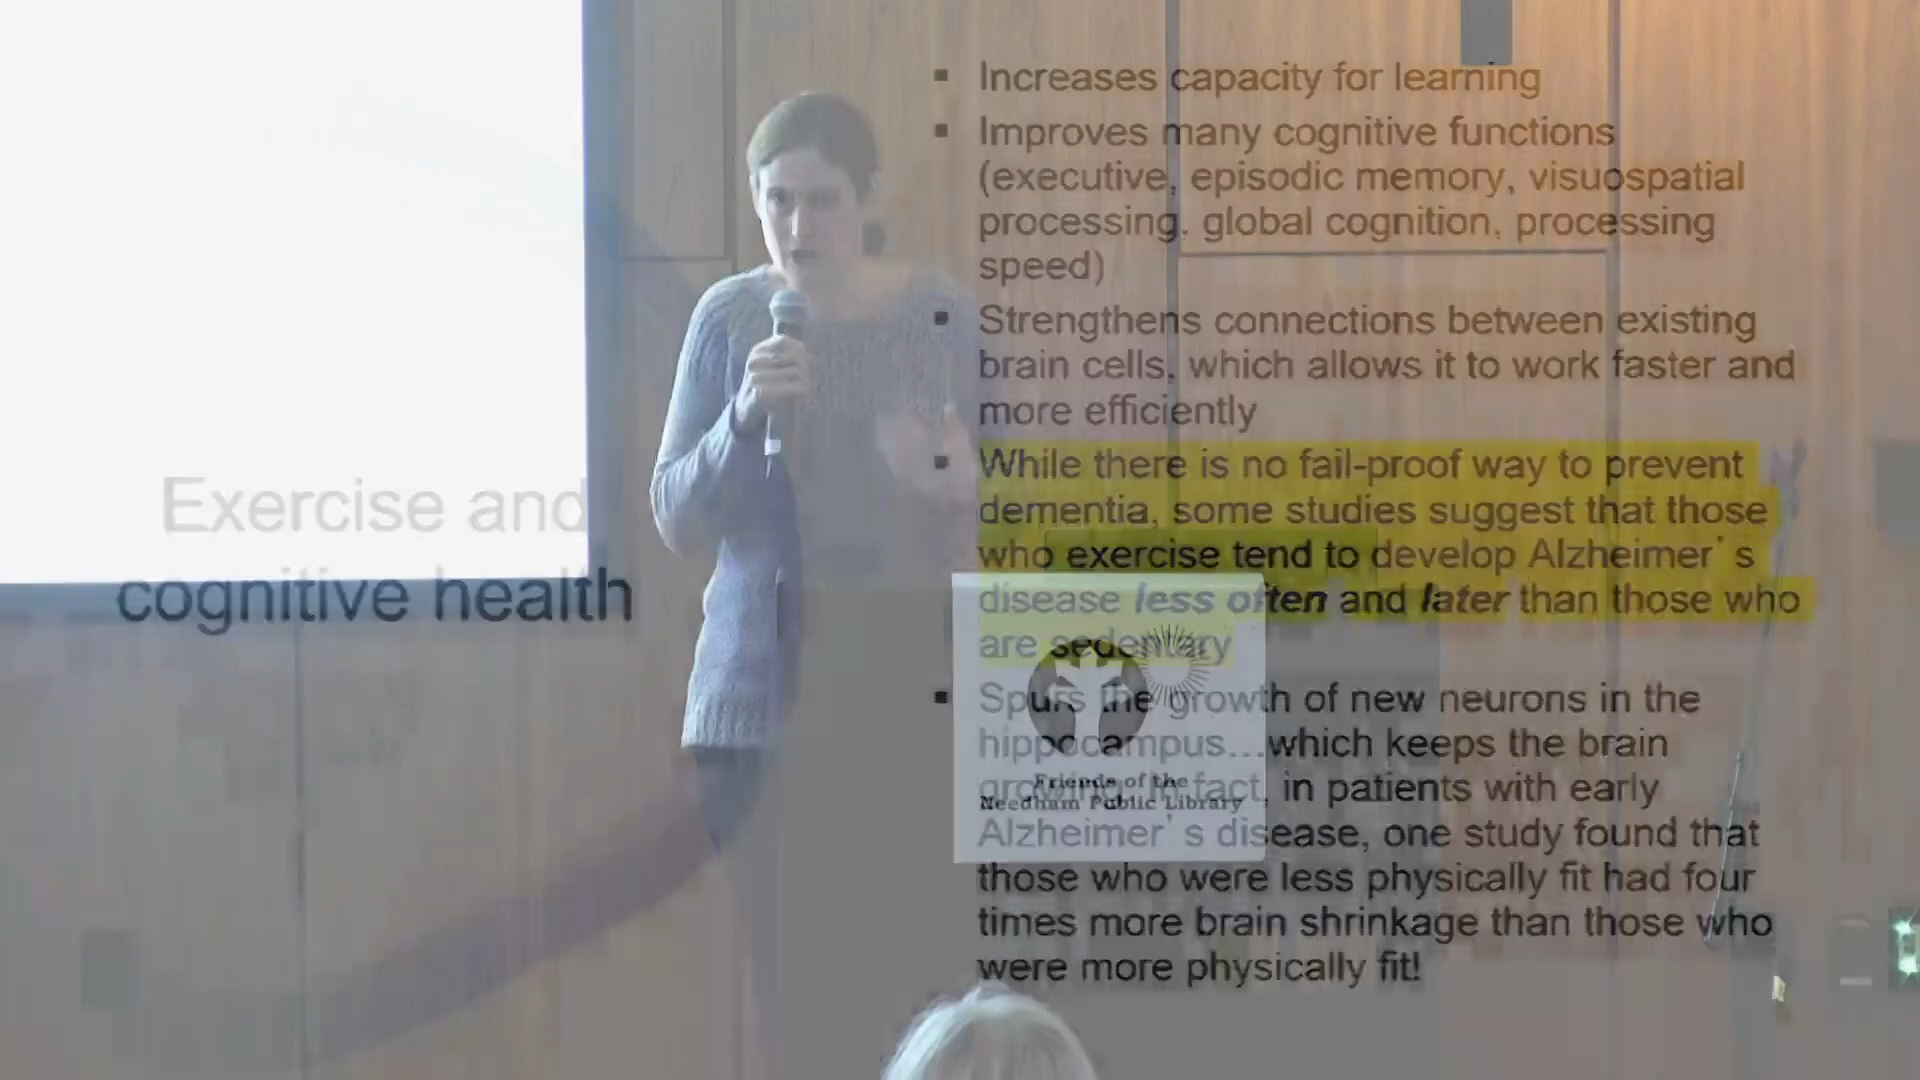 Exercise and
cognitive health
▪ Increases capacity for learning
▪ Improves many cognitive functions
(executive, episodic memory, visuospatial
processing, global cognition, processing
speed)
▪ Strengthens connections between existing
brain cells, which allows it to work faster and
more efficiently
▪ While there is no fail-proof way to prevent
dementia, some studies suggest that those
who exercise tend to develop Alzheimer's
disease less often and later than those who
are sedentary
▪ Spurs the growth of new neurons in the
hippocampus…which keeps the brain
growing. In fact, in patients with early
Alzheimer's disease, one study found that
those who were less physically fit had four
times more brain shrinkage than those who
were more physically fit!
Friends of the
Needham Public Library